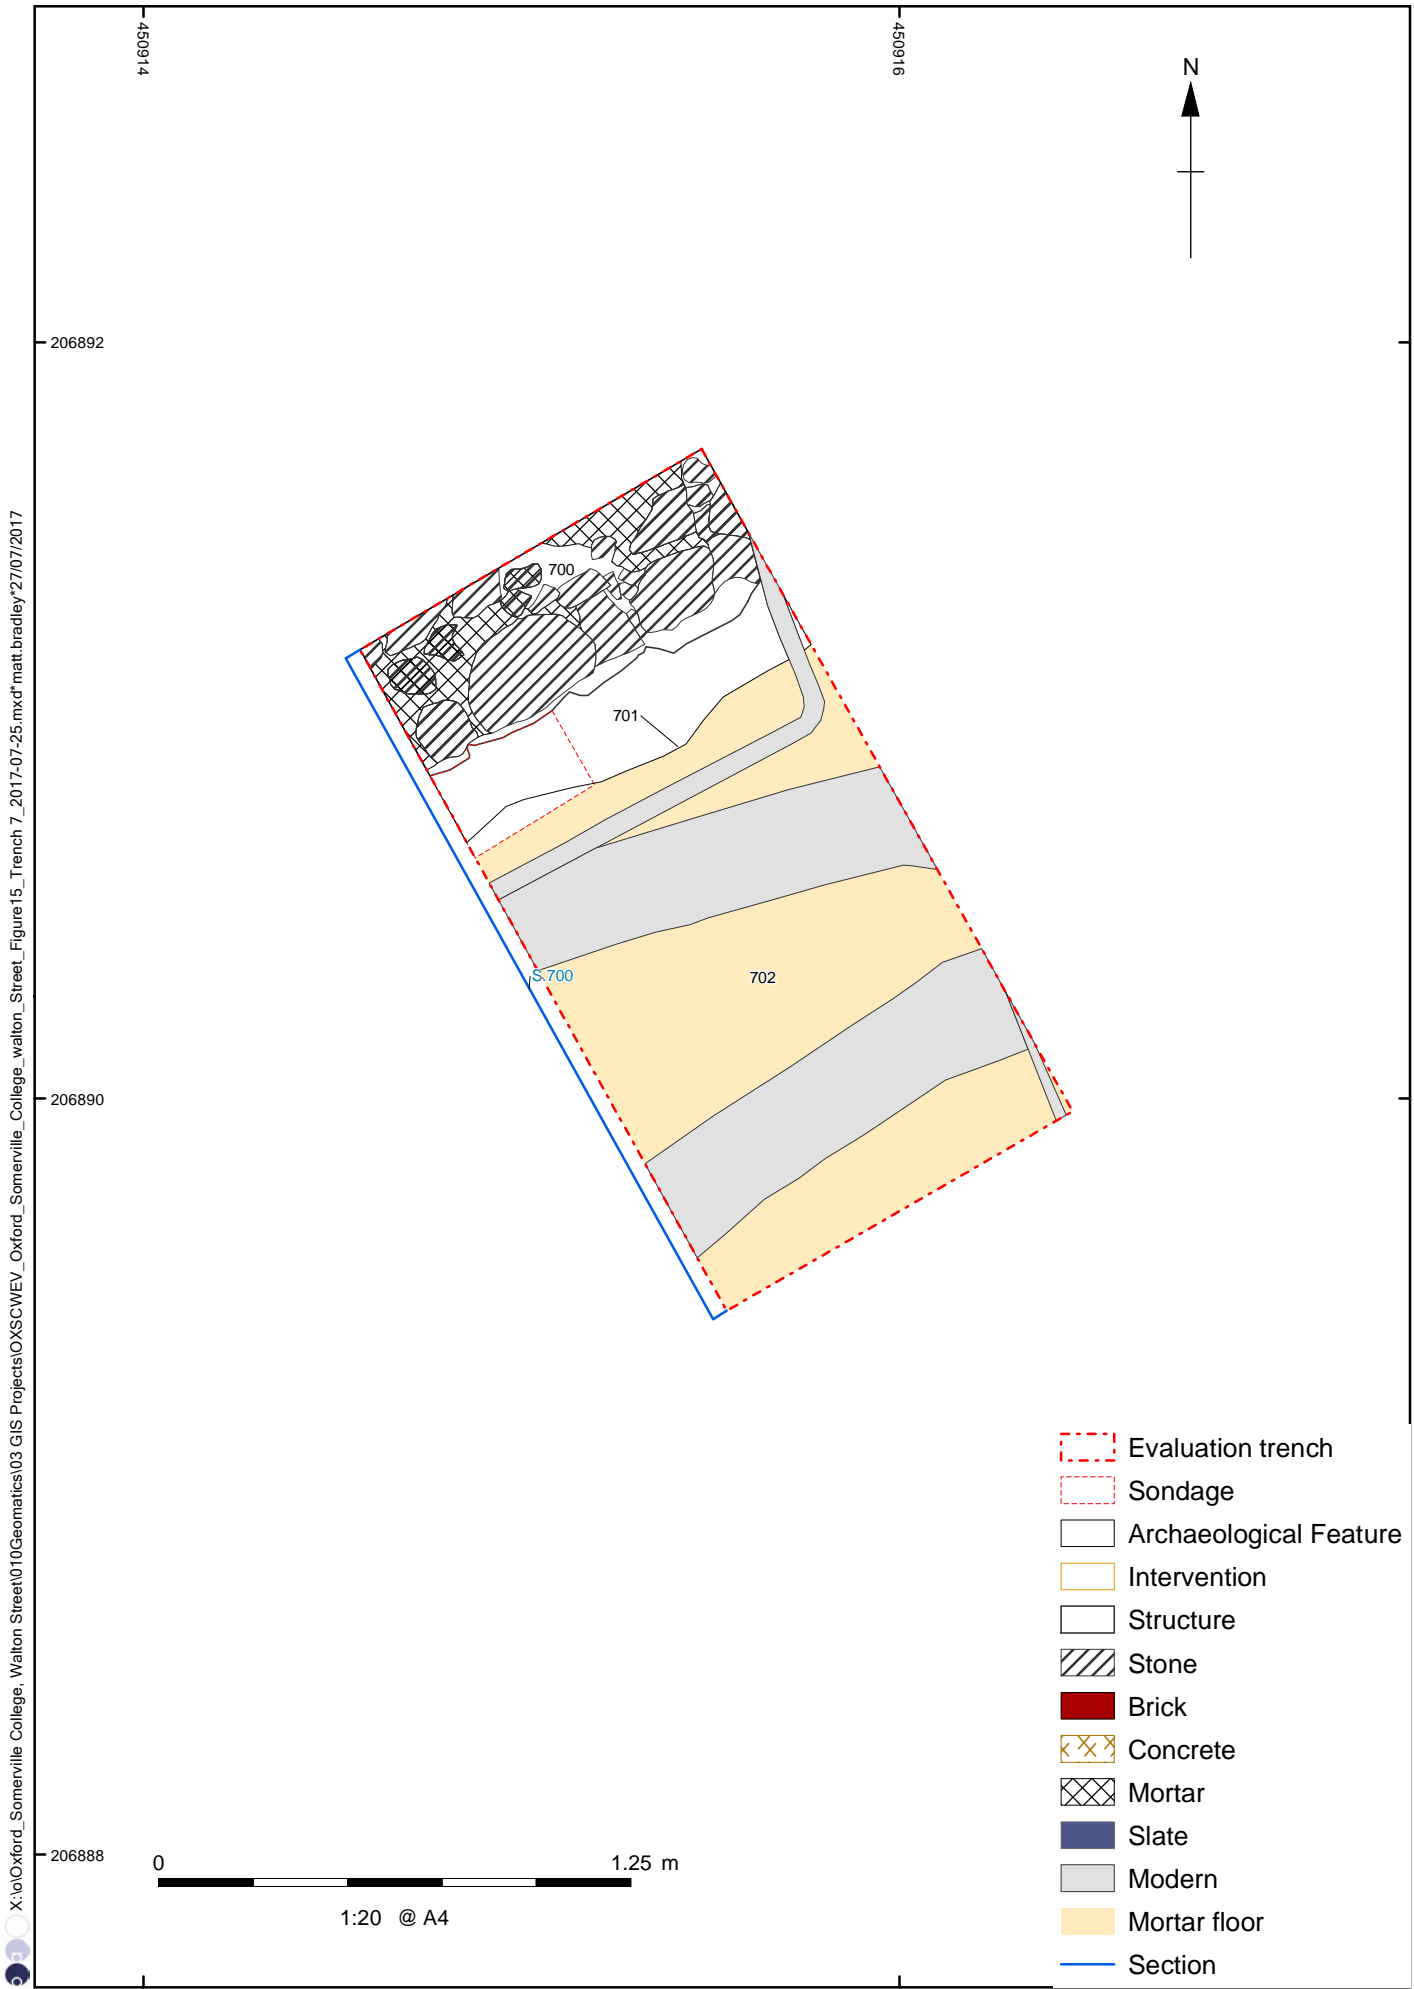 450914
450916
N
206892
700
701
S.700
702
206890
206888
0 1.25 m
1:20 @ A4
Evaluation trench
Sondage
Archaeological Feature
Intervention
Structure
Stone
Brick
Concrete
Mortar
Slate
Modern
Mortar floor
Section
X:\o\Oxford_Somerville College, Walton Street\010Geomatics\03 GIS Projects\OXSCWEV_Oxford_Somerville_College_walton_Street_Figure15_Trench 7_2017-07-25.mxd*matt.bradley*27/07/2017